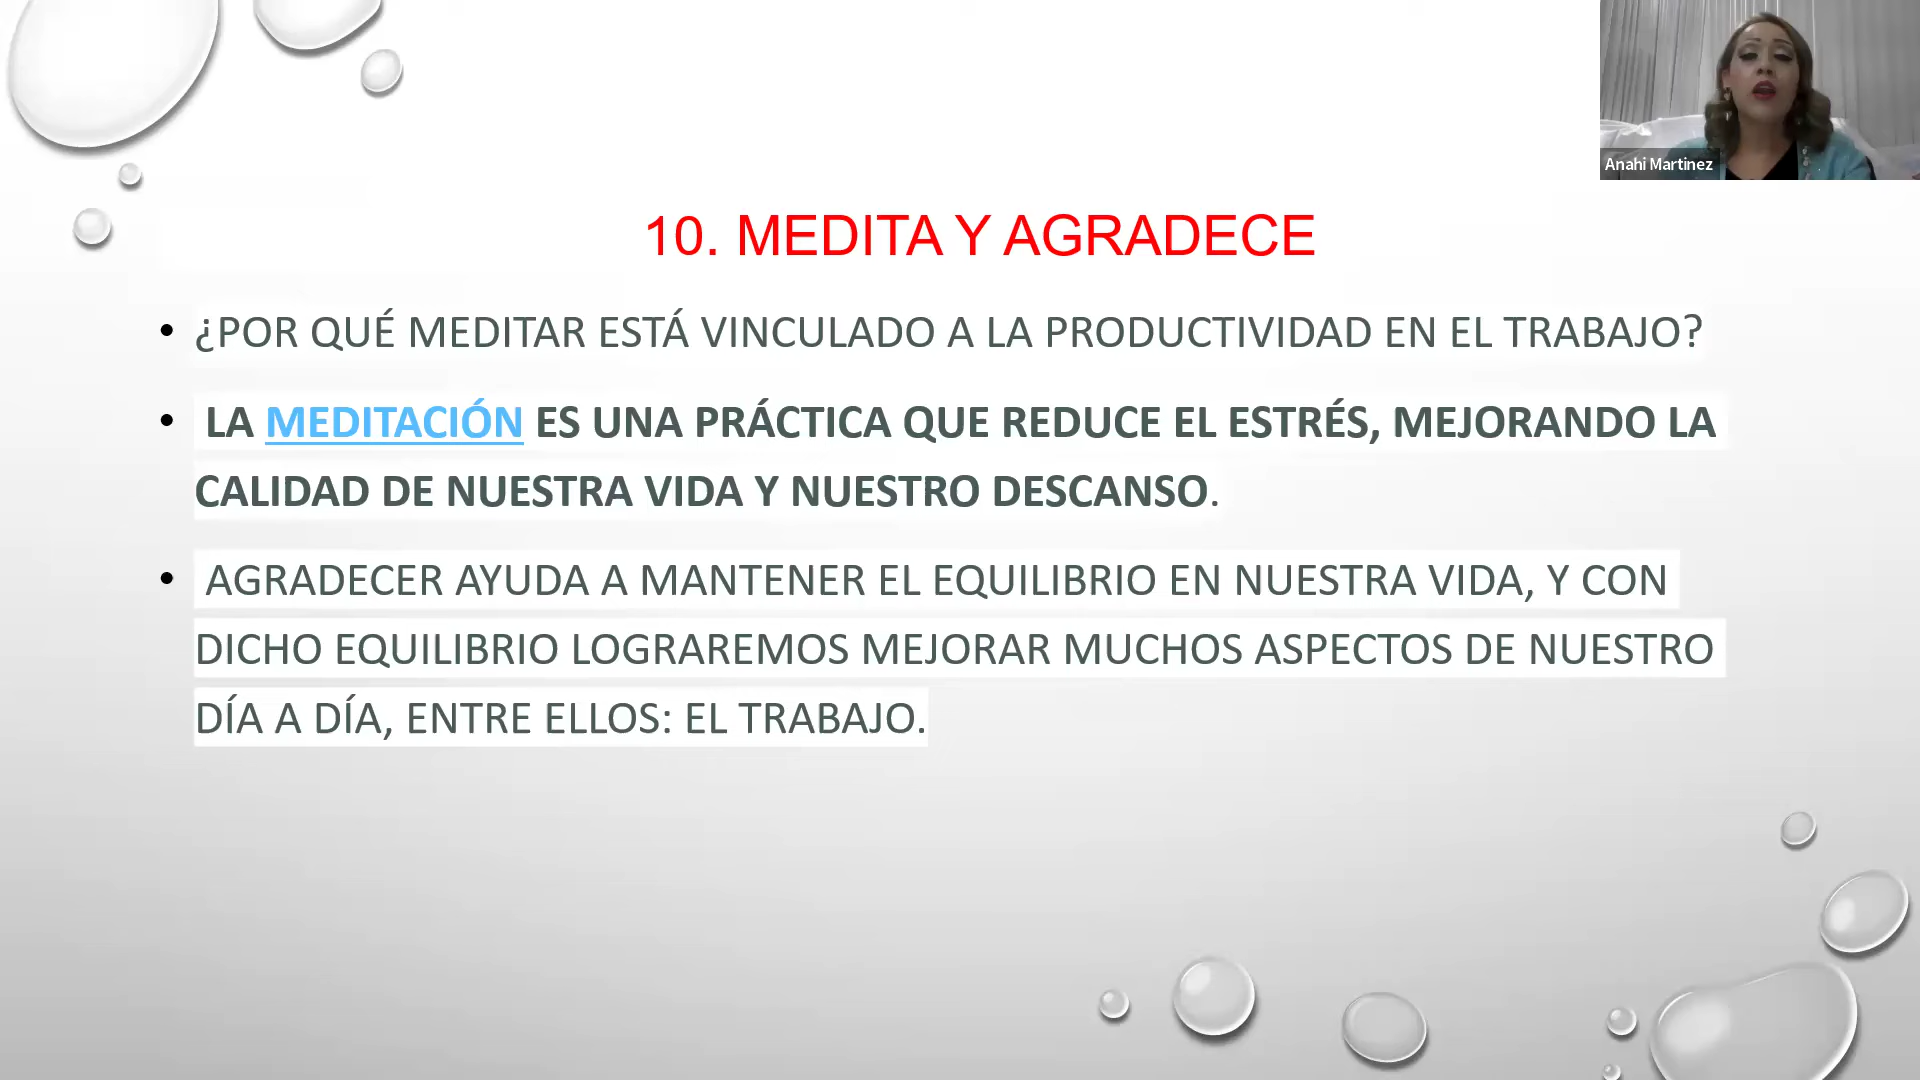 Anahi Martinez
10. MEDITA Y AGRADECE
• ¿POR QUÉ MEDITAR ESTÁ VINCULADO A LA PRODUCTIVIDAD EN EL TRABAJO?
• LA MEDITACIÓN ES UNA PRÁCTICA QUE REDUCE EL ESTRÉS, MEJORANDO LA
CALIDAD DE NUESTRA VIDA Y NUESTRO DESCANSO.
• AGRADECER AYUDA A MANTENER EL EQUILIBRIO EN NUESTRA VIDA, Y CON
DICHO EQUILIBRIO LOGRAREMOS MEJORAR MUCHOS ASPECTOS DE NUESTRO
DÍA A DÍA, ENTRE ELLOS: EL TRABAJO.